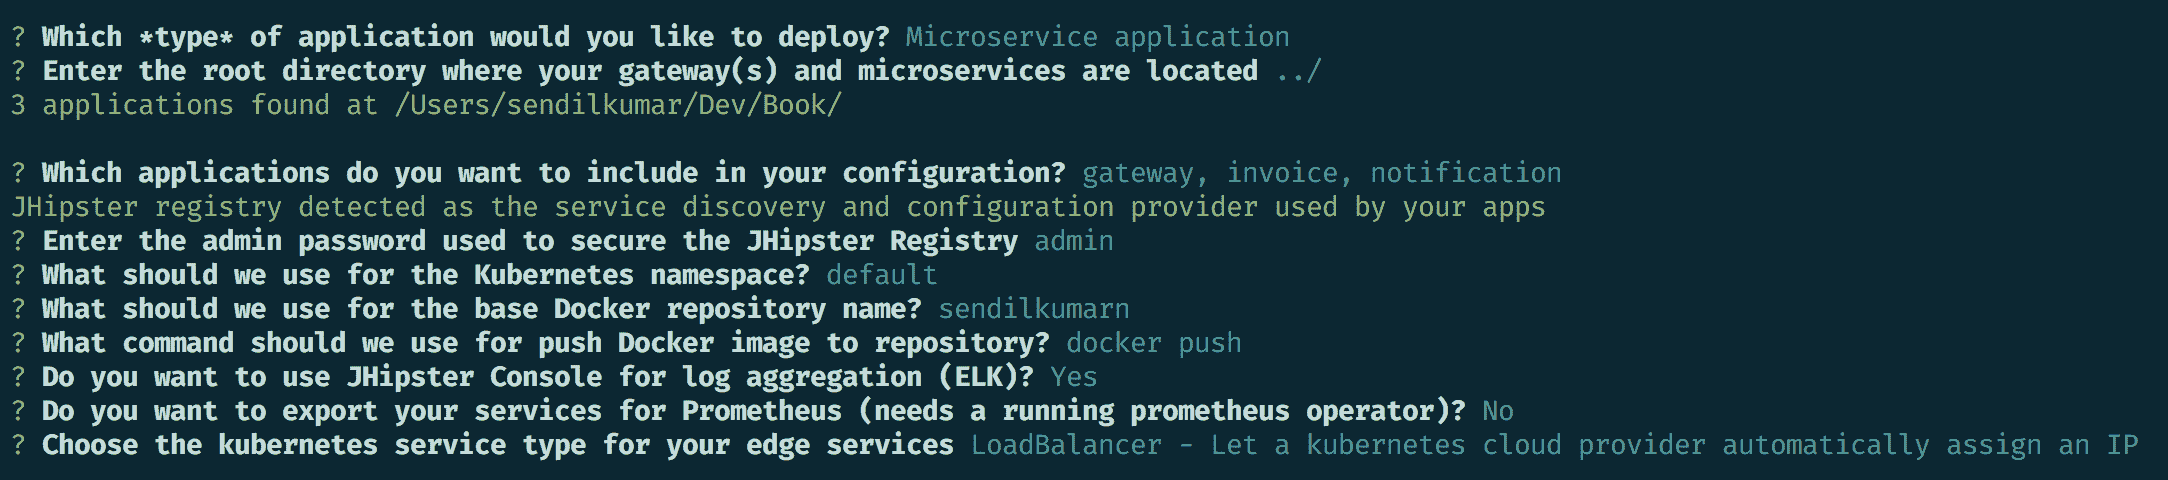 ? Which *type* of application would you like to deploy? Microservice application
? Enter the root directory where your gateway(s) and microservices are located ../
3 applications found at /Users/sendilkumar/Dev/Book/
? Which applications do you want to include in your configuration? gateway, invoice, notification
JHipster registry detected as the service discovery and configuration provider used by your apps
? Enter the admin password used to secure the JHipster Registry admin
? What should we use for the Kubernetes namespace? default
? What should we use for the base Docker repository name? sendilkumarn
? What command should we use for push Docker image to repository? docker push
? Do you want to use JHipster Console for log aggregation (ELK)? Yes
? Do you want to export your services for Prometheus (needs a running prometheus operator)? No
? Choose the kubernetes service type for your edge services LoadBalancer - Let a kubernetes cloud provider automatically assign an IP